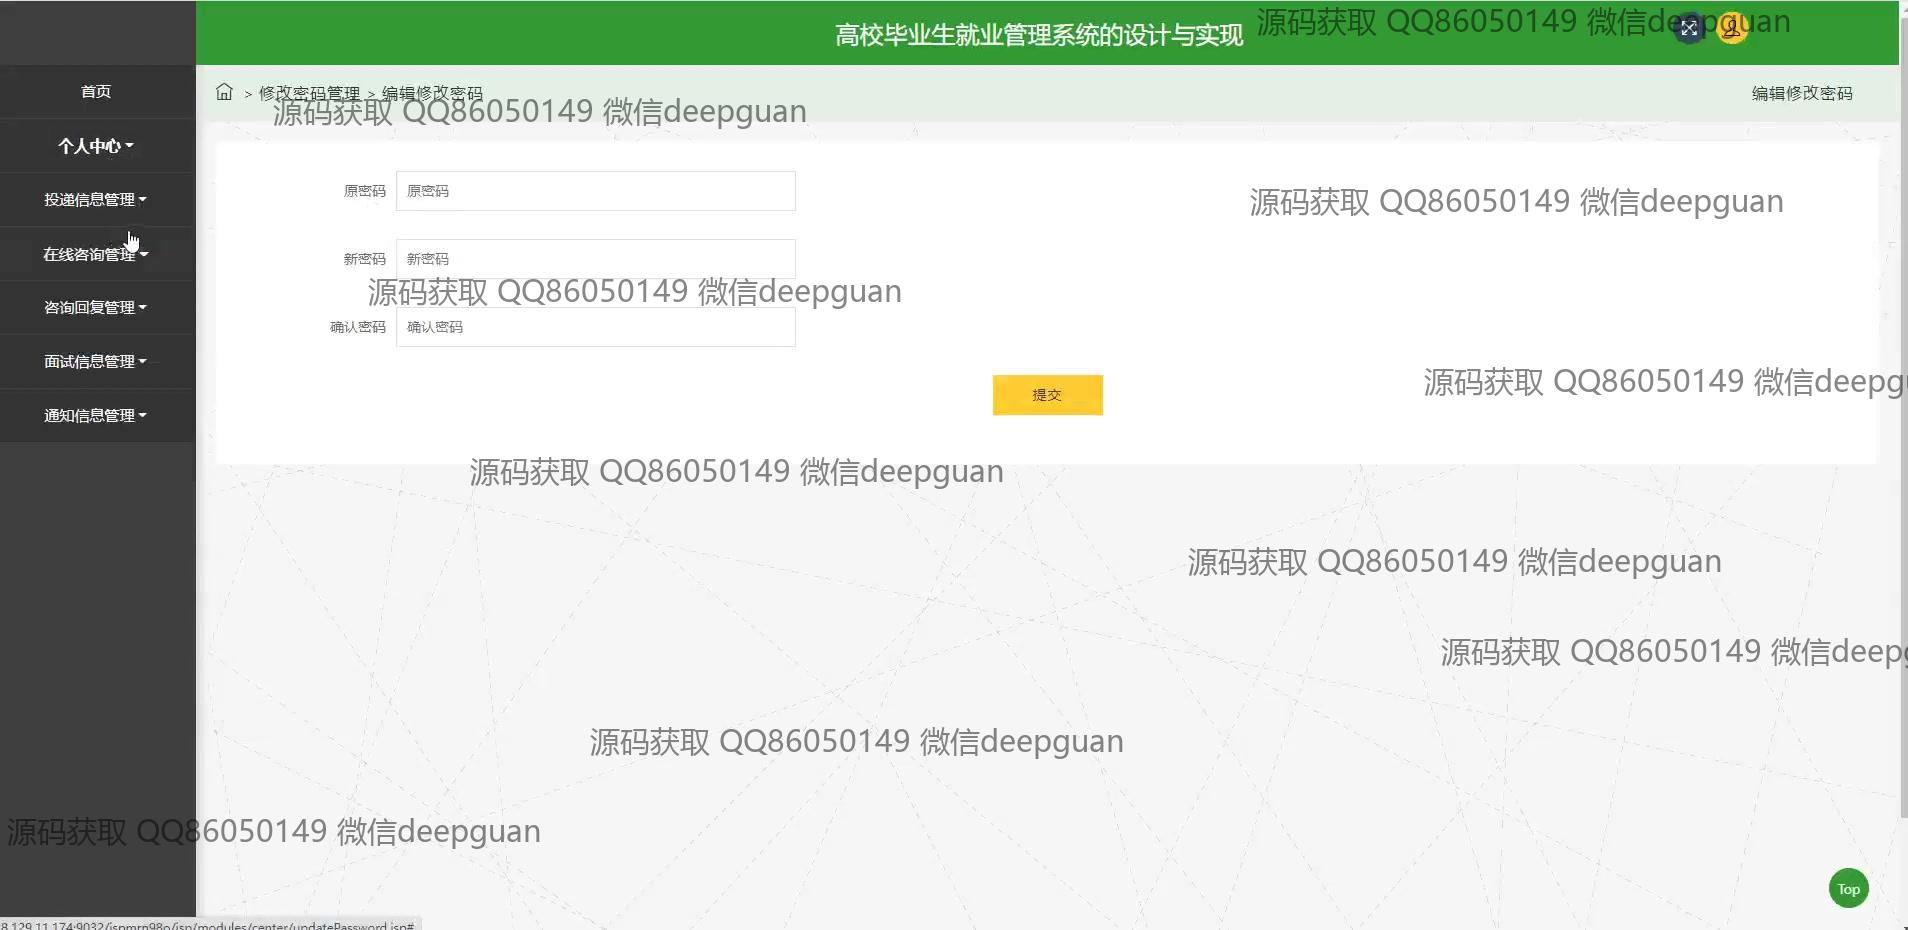 高校毕业生就业管理系统的设计与实现
源码获取 QQ86050149 微信deepguan
首页
> 修改密码管理 > 编辑修改密码
编辑修改密码
源码获取 QQ86050149 微信deepguan
个人中心
原密码 原密码
投递信息管理
源码获取 QQ86050149 微信deepguan
在线咨询管理
新密码 新密码
源码获取 QQ86050149 微信deepguan
咨询回复管理
确认密码 确认密码
面试信息管理
源码获取 QQ86050149 微信deepg
提交
通知信息管理
源码获取 QQ86050149 微信deepguan
源码获取 QQ86050149 微信deepguan
源码获取 QQ86050149 微信deep
源码获取 QQ86050149 微信deepguan
源码获取 QQ86050149 微信deepguan
Top
8.129.11.174:9032/jspmrn98o/jsp/modules/center/updatePassword.jsp#